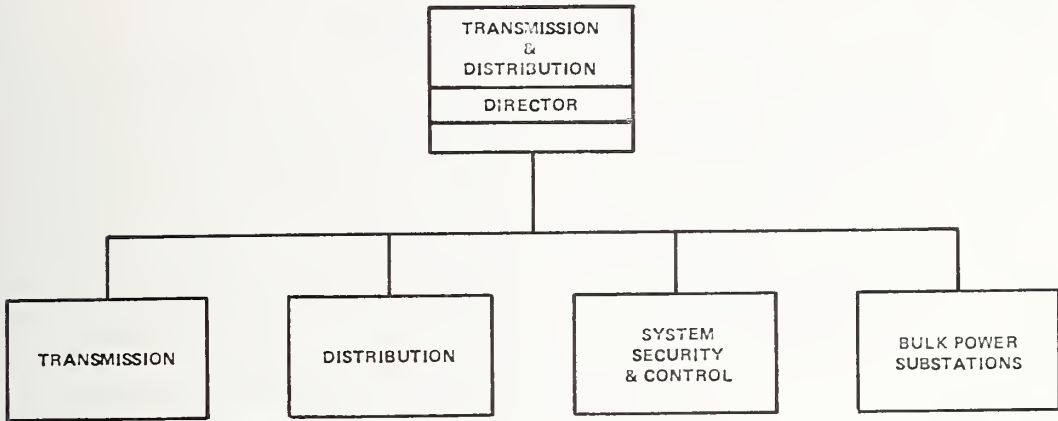 TRANSMISSION
&
DISTRIBUTION
DIRECTOR
TRANSMISSION
DISTRIBUTION
SYSTEM
SECURITY
& CONTROL
BULK POWER
SUBSTATIONS